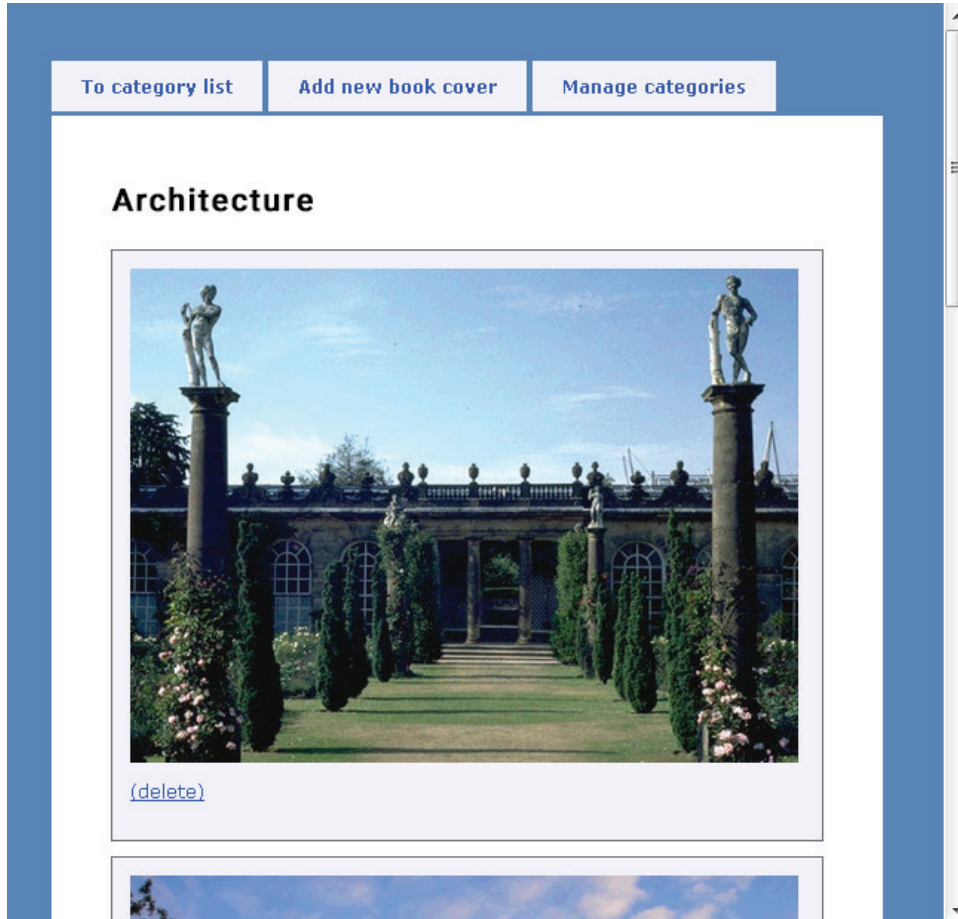 To category list
Add new book cover
Manage categories
Architecture
(delete)